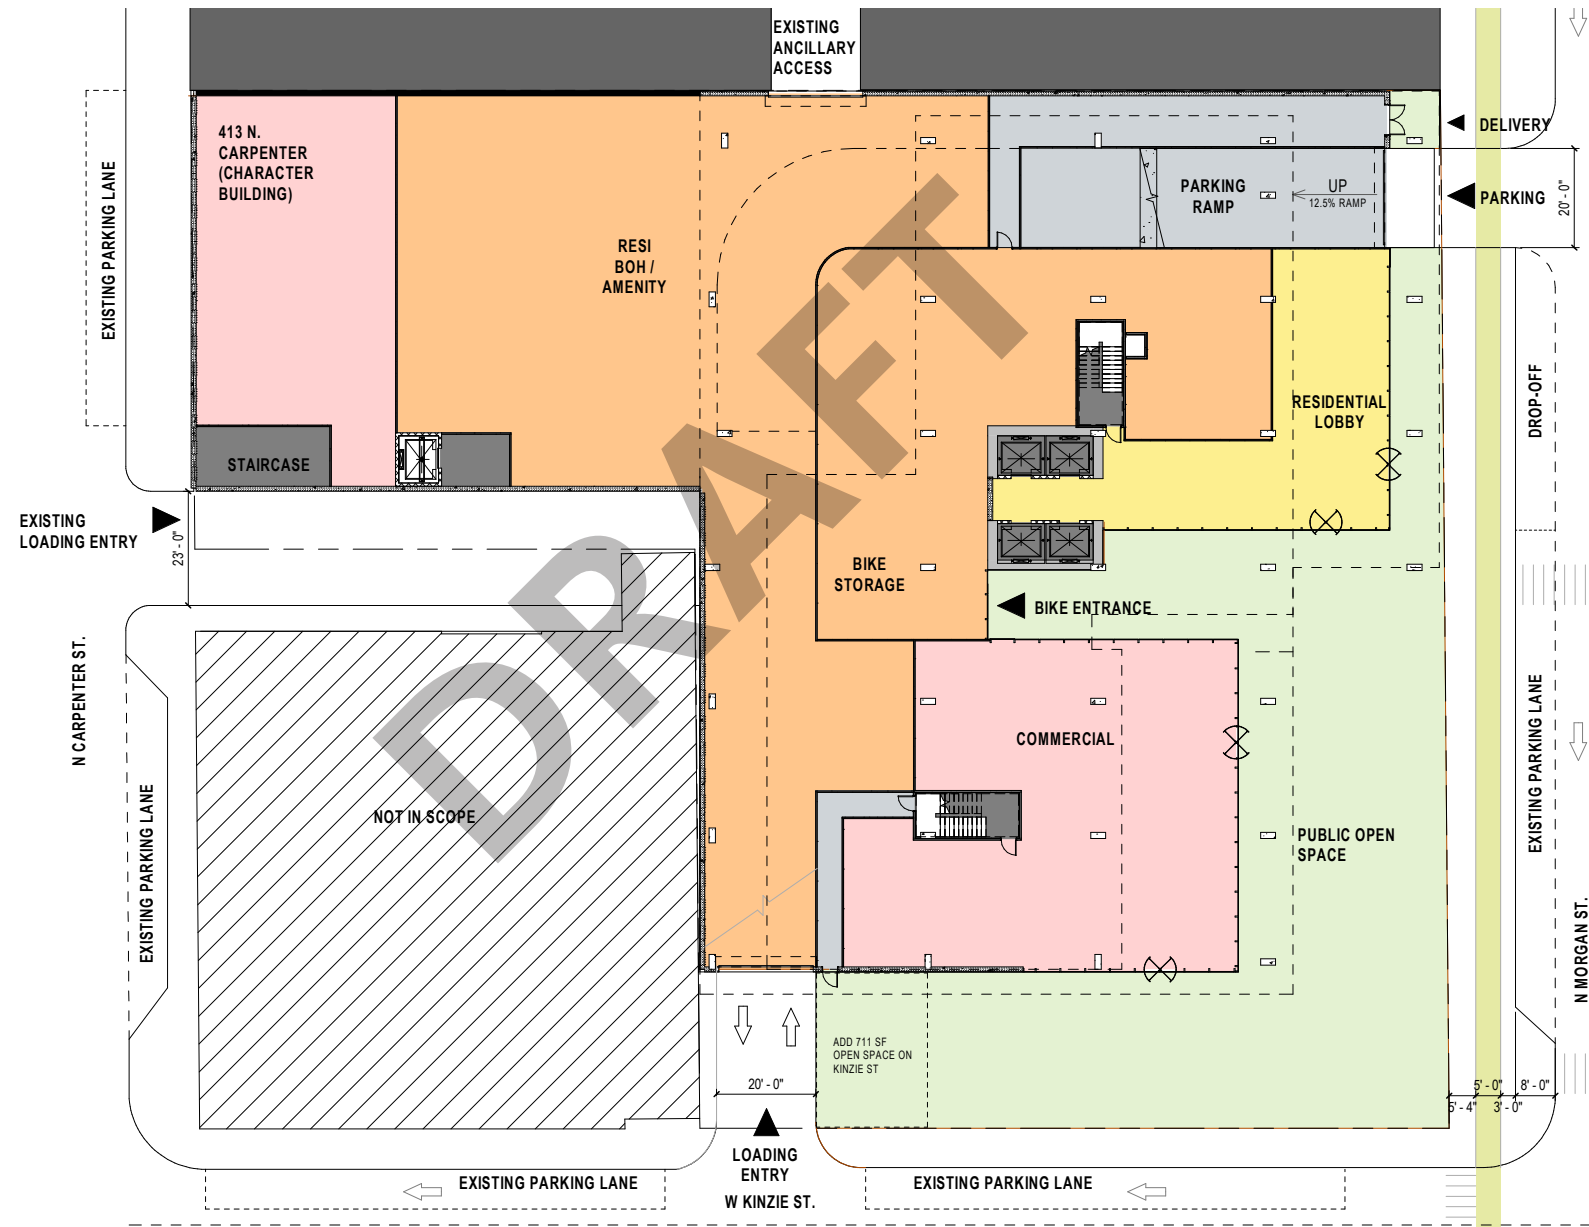 EXISTING
ANCILLARY
ACCESS
413 N.
CARPENTER
(CHARACTER
BUILDING)
DELIVERY
PARKING
RAMP
UP
12.5% RAMP
PARKING
20' - 0"
EXISTING PARKING LANE
RESI
BOH /
AMENITY
RESIDENTIAL
LOBBY
DROP-OFF
STAIRCASE
EXISTING
LOADING ENTRY
23' - 0"
BIKE
STORAGE
BIKE ENTRANCE
N CARPENTER ST.
COMMERCIAL
EXISTING PARKING LANE
NOT IN SCOPE
PUBLIC OPEN
SPACE
EXISTING PARKING LANE
N MORGAN ST.
DRAFT
ADD 711 SF
OPEN SPACE ON
KINZIE ST
20' - 0"
5' - 0"
8' - 0"
5' - 4"
3' - 0"
LOADING
ENTRY
W KINZIE ST.
EXISTING PARKING LANE
EXISTING PARKING LANE